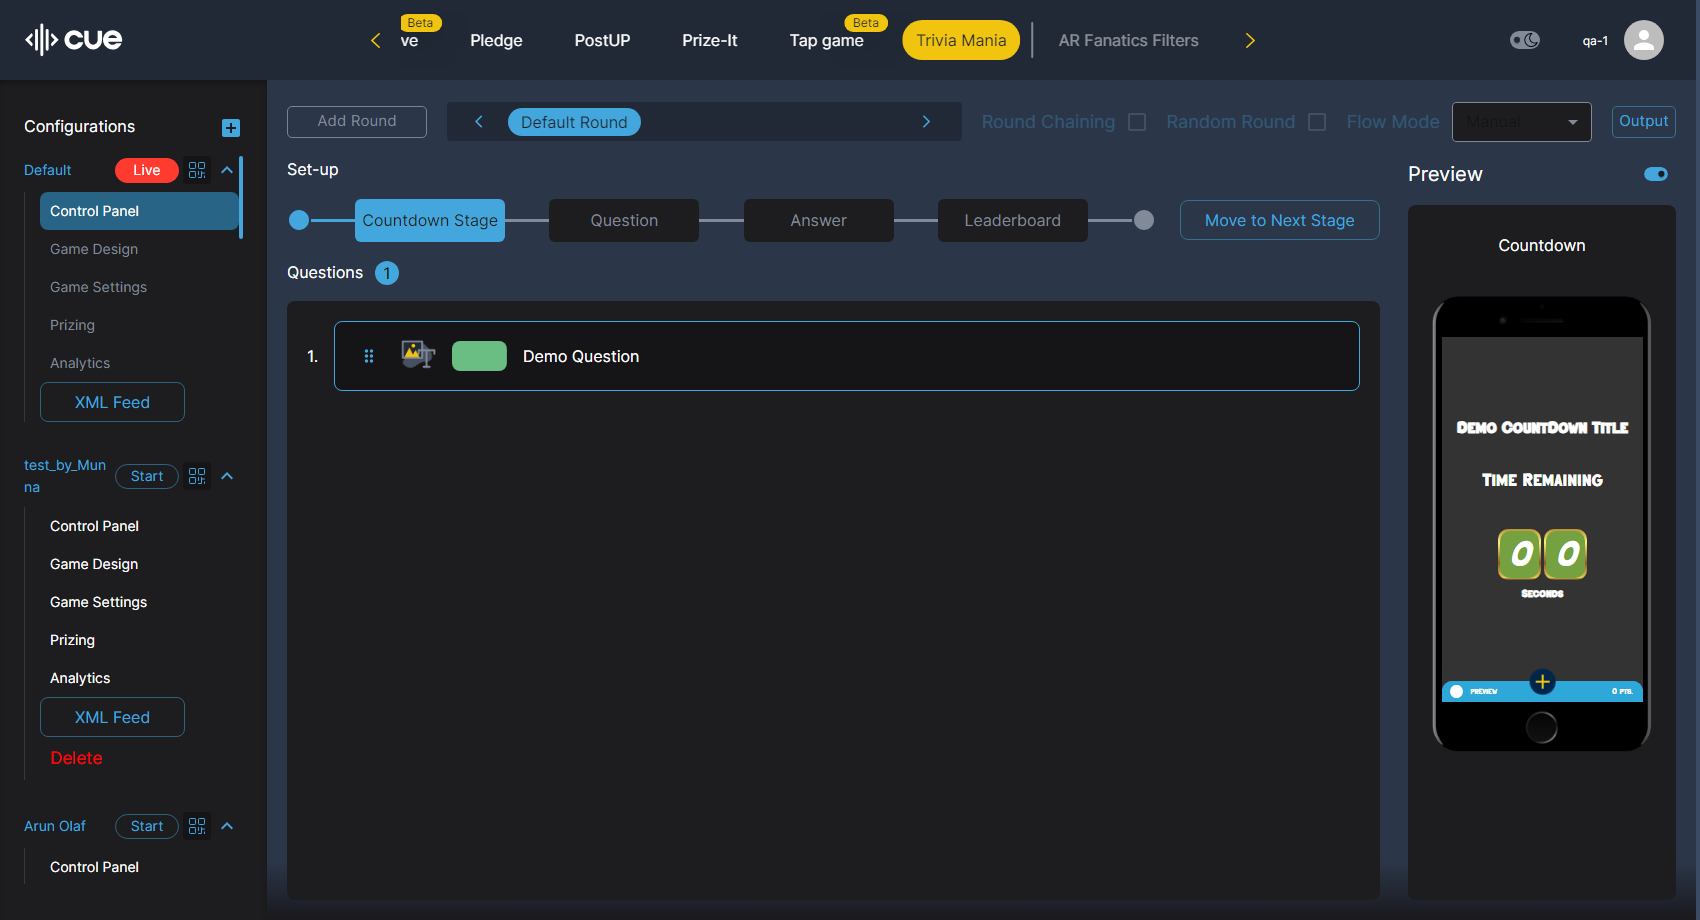 cue
Beta
ve
Pledge
PostUP
Prize-It
Beta
Tap game
Trivia Mania
AR Fanatics Filters
qa-1
Configurations
Default
Live
Control Panel
Game Design
Game Settings
Prizing
Analytics
XML Feed
test_by_Mun
na
Start
Control Panel
Game Design
Game Settings
Prizing
Analytics
XML Feed
Delete
Arun Olaf
Start
Control Panel
Add Round
Default Round
Round Chaining
Random Round
Flow Mode
Manual
Output
Set-up
Countdown Stage
Question
Answer
Leaderboard
Move to Next Stage
Questions 1
1.
Demo Question
Preview
Countdown
Demo CountDown Title
Time Remaining
0 0
Seconds
PREVIEW
0 PTS.